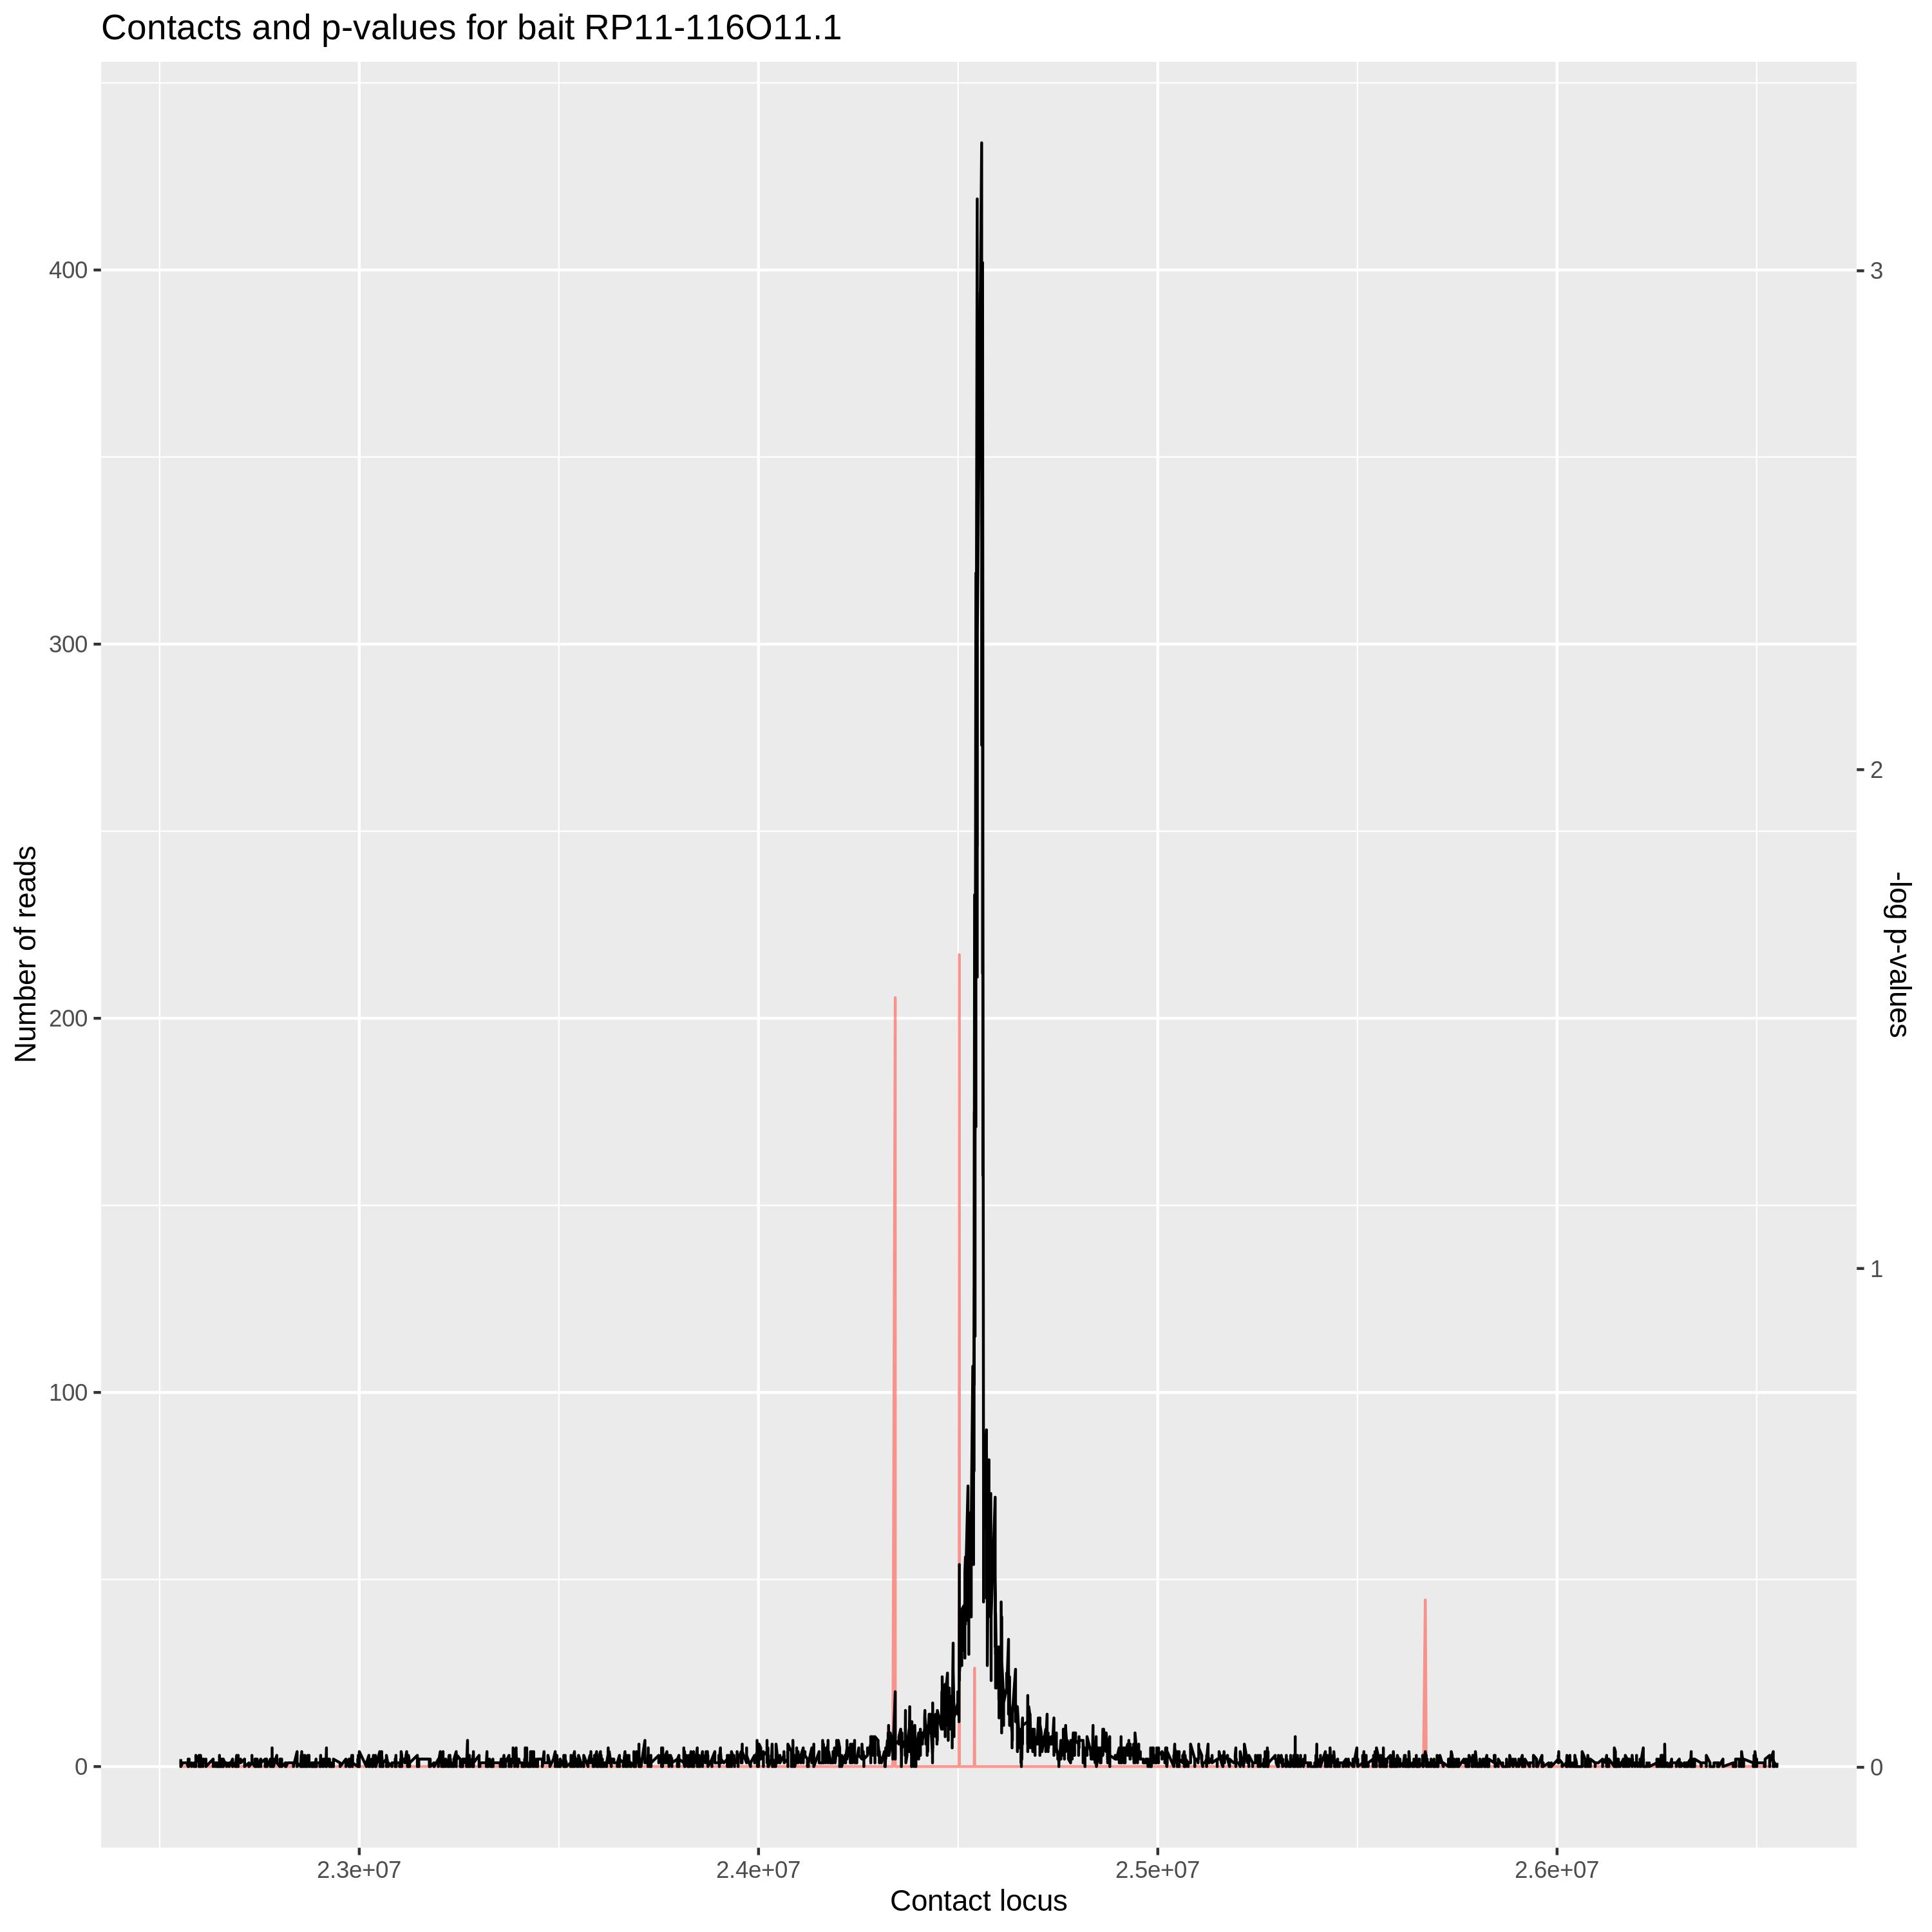 Contacts and p-values for bait RP11-116O11.1
Number of reads
400
300
200
100
0
3
2
1
0
-log p-values
2.3e+07
2.4e+07
2.5e+07
2.6e+07
Contact locus